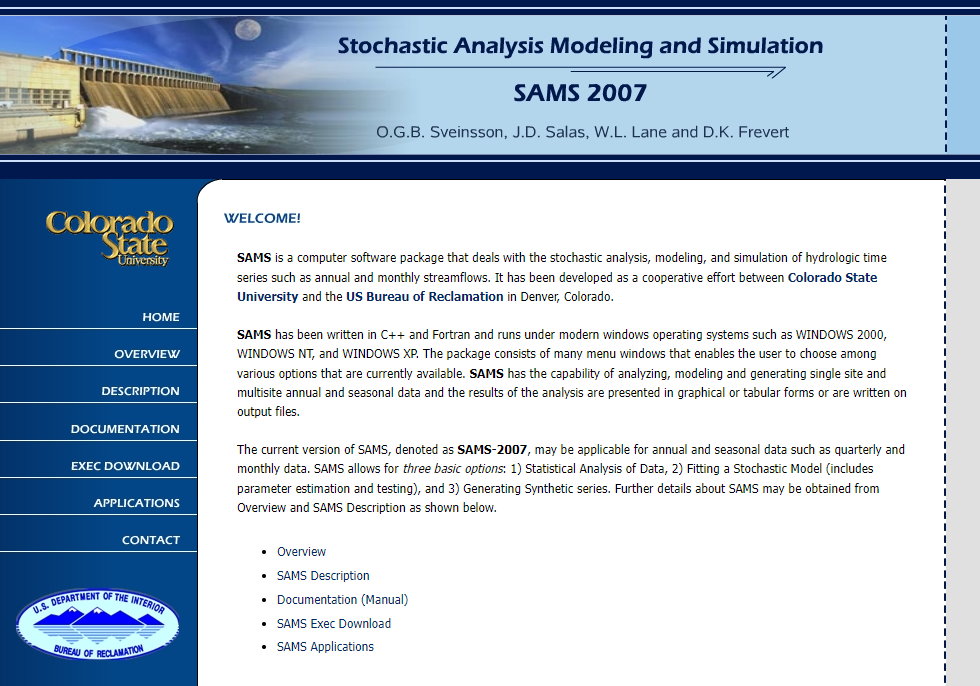 Stochastic Analysis Modeling and Simulation
SAMS 2007
O.G.B. Sveinsson, J.D. Salas, W.L. Lane and D.K. Frevert
Colorado
State
University
HOME
OVERVIEW
DESCRIPTION
DOCUMENTATION
EXEC DOWNLOAD
APPLICATIONS
CONTACT
U.S. DEPARTMENT OF THE INTERIOR
BUREAU OF RECLAMATION
WELCOME!
SAMS is a computer software package that deals with the stochastic analysis, modeling, and simulation of hydrologic time
series such as annual and monthly streamflows. It has been developed as a cooperative effort between Colorado State
University and the US Bureau of Reclamation in Denver, Colorado.
SAMS has been written in C++ and Fortran and runs under modern windows operating systems such as WINDOWS 2000,
WINDOWS NT, and WINDOWS XP. The package consists of many menu windows that enables the user to choose among
various options that are currently available. SAMS has the capability of analyzing, modeling and generating single site and
multisite annual and seasonal data and the results of the analysis are presented in graphical or tabular forms or are written on
output files.
The current version of SAMS, denoted as SAMS-2007, may be applicable for annual and seasonal data such as quarterly and
monthly data. SAMS allows for three basic options: 1) Statistical Analysis of Data, 2) Fitting a Stochastic Model (includes
parameter estimation and testing), and 3) Generating Synthetic series. Further details about SAMS may be obtained from
Overview and SAMS Description as shown below.
• Overview
• SAMS Description
• Documentation (Manual)
• SAMS Exec Download
• SAMS Applications